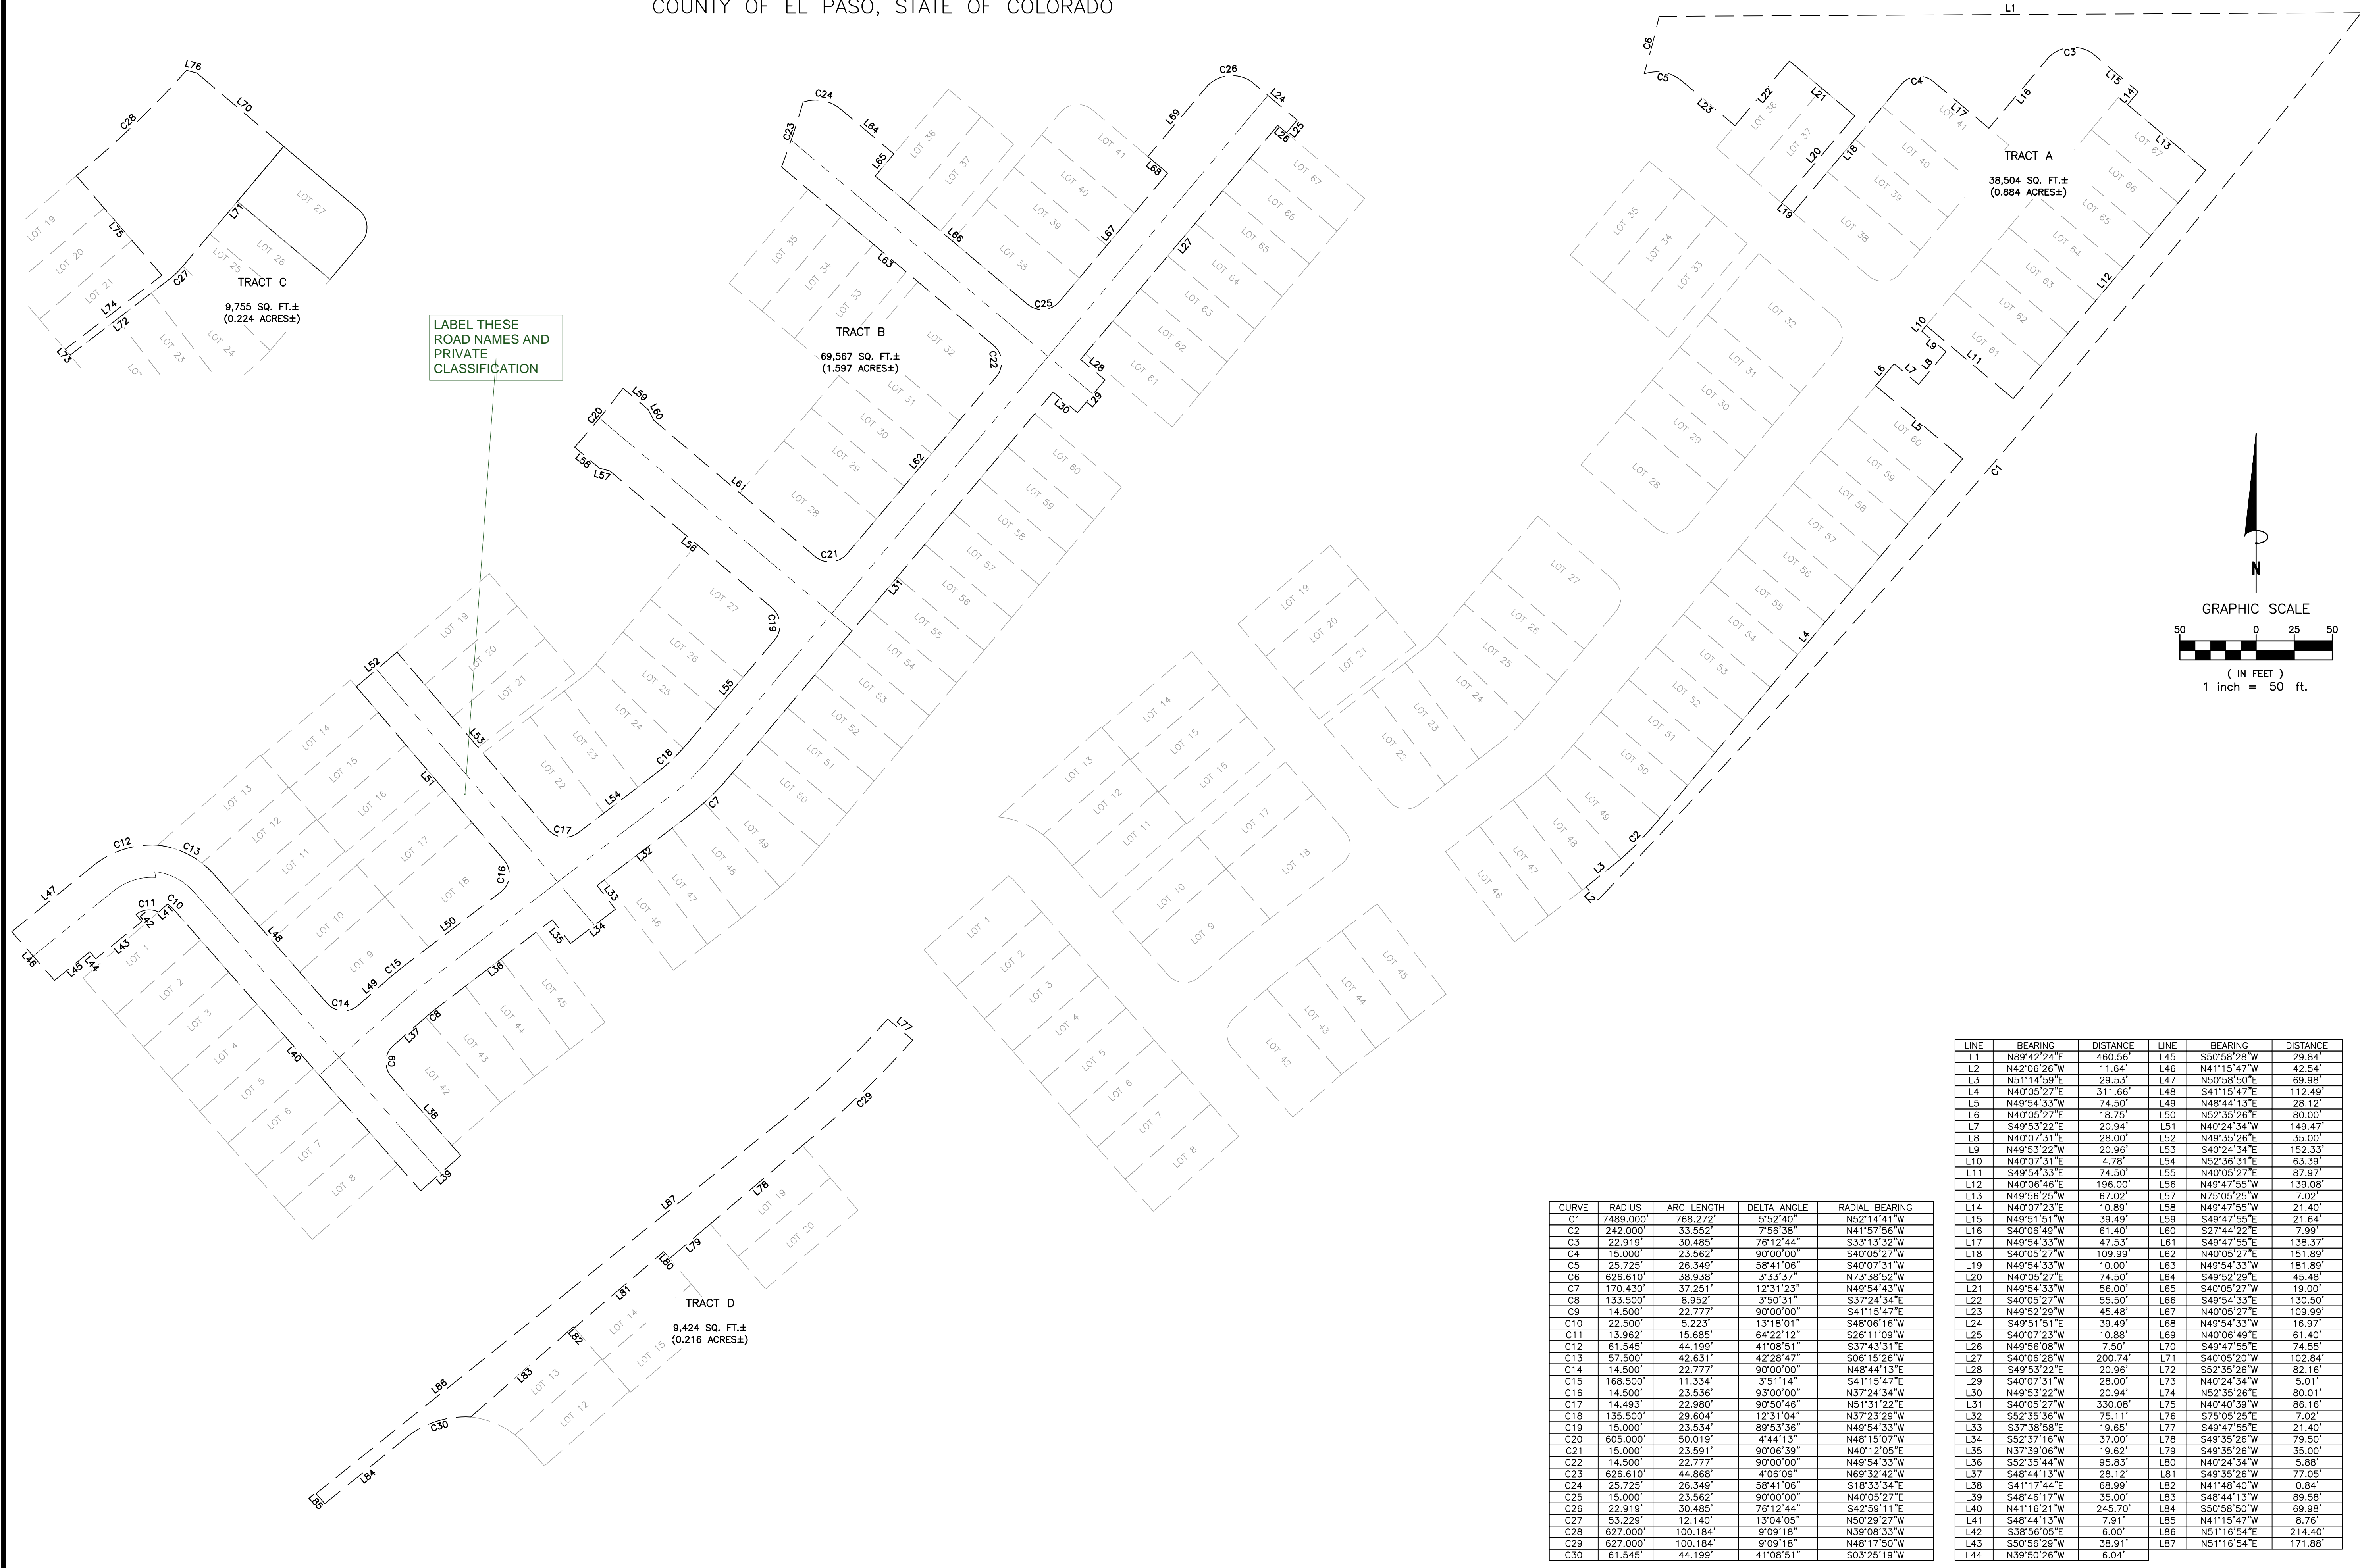 COUNTY OF EL PASO, STATE OF COLORADO
TRACT A
38,504 SQ. FT.±
(0.884 ACRES±)
TRACT B
69,567 SQ. FT.±
(1.597 ACRES±)
TRACT C
9,755 SQ. FT.±
(0.224 ACRES±)
TRACT D
9,424 SQ. FT.±
(0.216 ACRES±)
LABEL THESE
ROAD NAMES AND
PRIVATE
CLASSIFICATION
N
GRAPHIC SCALE
50 0 25 50
( IN FEET )
1 inch = 50 ft.
CURVE RADIUS ARC LENGTH DELTA ANGLE RADIAL BEARING
C1 7489.000' 768.272' 5°52'40" N52°14'41"W
C2 242.000' 33.552' 7°56'38" N41°57'56"W
C3 22.919' 30.485' 76°12'44" S33°13'32"W
C4 15.000' 23.562' 90°00'00" S40°05'27"W
C5 25.725' 26.349' 58°41'06" S40°07'31"W
C6 626.610' 38.938' 3°33'37" N73°38'52"W
C7 170.430' 37.251' 12°31'23" N49°54'43"W
C8 133.500' 8.952' 3°50'31" S37°24'34"E
C9 14.500' 22.777' 90°00'00" S41°15'47"E
C10 22.500' 5.223' 13°18'01" S48°06'16"W
C11 13.962' 15.685' 64°22'12" S26°11'09"W
C12 61.545' 44.199' 41°08'51" S37°43'31"E
C13 57.500' 42.631' 42°28'47" S06°15'26"W
C14 14.500' 22.777' 90°00'00" N48°44'13"E
C15 168.500' 11.334' 3°51'14" S41°15'47"E
C16 14.500' 23.536' 93°00'00" N37°24'34"W
C17 14.493' 22.980' 90°50'46" N51°31'22"E
C18 135.500' 29.604' 12°31'04" N37°23'29"W
C19 15.000' 23.534' 89°53'36" N49°54'33"W
C20 605.000' 50.019' 4°44'13" N48°15'07"W
C21 15.000' 23.591' 90°06'39" N40°12'05"E
C22 14.500' 22.777' 90°00'00" N49°54'33"W
C23 626.610' 44.868' 4°06'09" N69°32'42"W
C24 25.725' 26.349' 58°41'06" S18°33'34"E
C25 15.000' 23.562' 90°00'00" N40°05'27"E
C26 22.919' 30.485' 76°12'44" S42°59'11"E
C27 53.229' 12.140' 13°04'05" N50°29'27"W
C28 627.000' 100.184' 9°09'18" N39°08'33"W
C29 627.000' 100.184' 9°09'18" N48°17'50"W
C30 61.545' 44.199' 41°08'51" S03°25'19"W
LINE BEARING DISTANCE LINE BEARING DISTANCE
L1 N89°42'24"E 460.56' L45 S50°58'28"W 29.84'
L2 N42°06'26"W 11.64' L46 N41°15'47"W 42.54'
L3 N51°14'59"E 29.53' L47 N50°58'50"E 69.98'
L4 N40°05'27"E 311.66' L48 S41°15'47"E 112.49'
L5 N49°54'33"W 74.50' L49 N48°44'13"E 28.12'
L6 N40°05'27"E 18.75' L50 N52°35'26"E 80.00'
L7 S49°53'22"E 20.94' L51 N40°24'34"W 149.47'
L8 N40°07'31"E 28.00' L52 N49°35'26"E 35.00'
L9 N49°53'22"W 20.96' L53 S40°24'34"E 152.33'
L10 N40°07'31"E 4.78' L54 N52°36'31"E 63.39'
L11 S49°54'33"E 74.50' L55 N40°05'27"E 87.97'
L12 N40°06'46"E 196.00' L56 N49°47'55"W 139.08'
L13 N49°56'25"W 67.02' L57 N75°05'25"W 7.02'
L14 N40°07'23"E 10.89' L58 N49°47'55"W 21.40'
L15 N49°51'51"W 39.49' L59 S49°47'55"E 21.64'
L16 S40°06'49"W 61.40' L60 S27°44'22"E 7.99'
L17 N49°54'33"W 47.53' L61 S49°47'55"E 138.37'
L18 S40°05'27"W 109.99' L62 N40°05'27"E 151.89'
L19 N49°54'33"W 10.00' L63 N49°54'33"W 181.89'
L20 N40°05'27"E 74.50' L64 S49°52'29"E 45.48'
L21 N49°54'33"W 56.00' L65 S40°05'27"W 19.00'
L22 S40°05'27"W 55.50' L66 S49°54'33"E 130.50'
L23 N49°52'29"W 45.48' L67 N40°05'27"E 109.99'
L24 S49°51'51"E 39.49' L68 N49°54'33"W 16.97'
L25 S40°07'23"W 10.88' L69 N40°06'49"E 61.40'
L26 N49°56'08"W 7.50' L70 S49°47'55"E 74.55'
L27 S40°06'28"W 200.74' L71 S40°05'20"W 102.84'
L28 S49°53'22"E 20.96' L72 S52°35'26"W 82.16'
L29 S40°07'31"W 28.00' L73 N40°24'34"W 5.01'
L30 N49°53'22"W 20.94' L74 N52°35'26"E 80.01'
L31 S40°05'27"W 330.08' L75 N40°40'39"W 86.16'
L32 S52°35'36"W 75.11' L76 S75°05'25"E 7.02'
L33 S37°38'58"E 19.65' L77 S49°47'55"E 21.40'
L34 S52°37'16"W 37.00' L78 S49°35'26"W 79.50'
L35 N37°39'06"W 19.62' L79 S49°35'26"W 35.00'
L36 S52°35'44"W 95.83' L80 N40°24'34"W 5.88'
L37 S48°44'13"W 28.12' L81 S49°35'26"W 77.05'
L38 S41°17'44"E 68.99' L82 N41°48'40"W 0.84'
L39 S48°46'17"W 35.00' L83 S48°44'13"W 89.58'
L40 N41°16'21"W 245.70' L84 S50°58'50"W 69.98'
L41 S48°44'13"W 7.91' L85 N41°15'47"W 8.76'
L42 S38°56'05"E 6.00' L86 N51°16'54"E 214.40'
L43 S50°56'29"W 38.91' L87 N51°16'54"E 171.88'
L44 N39°50'26"W 6.04'